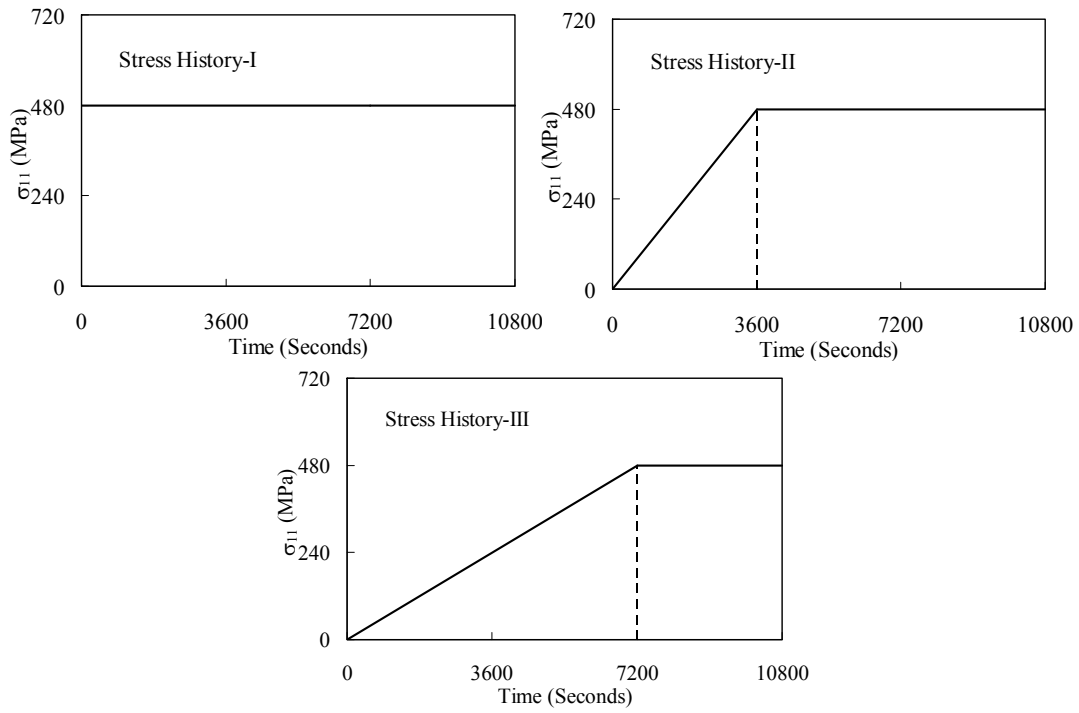 720
Stress History-I
480
σ₁₁ (MPa)
240
0
0 3600 7200 10800
Time (Seconds)
720
Stress History-II
480
σ₁₁ (MPa)
240
0
0 3600 7200 10800
Time (Seconds)
720
Stress History-III
480
σ₁₁ (MPa)
240
0
0 3600 7200 10800
Time (Seconds)